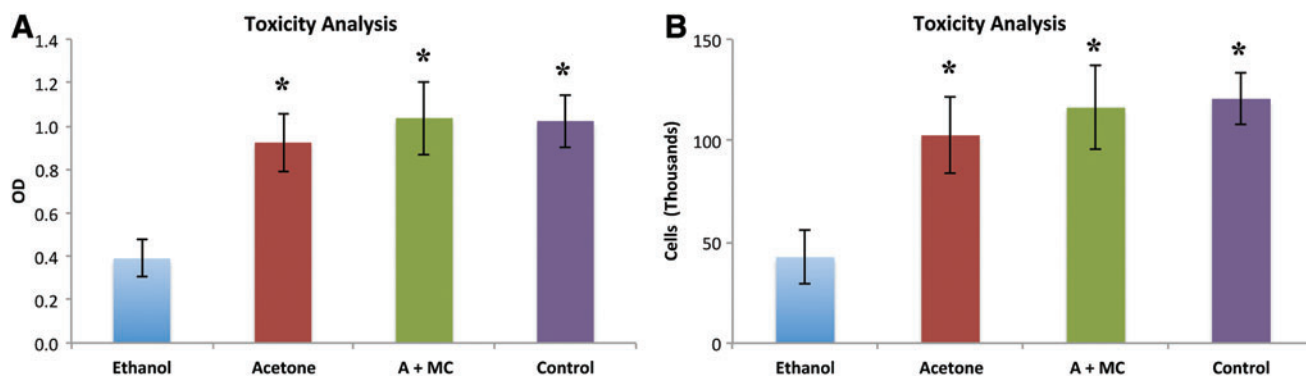 A
Toxicity Analysis
1.4
*
*
*
1.2
1.0
0.8
OD
0.6
0.4
0.2
0.0
Ethanol Acetone A + MC Control
B
Toxicity Analysis
150
*
*
*
100
Cells (Thousands)
50
0
Ethanol Acetone A + MC Control